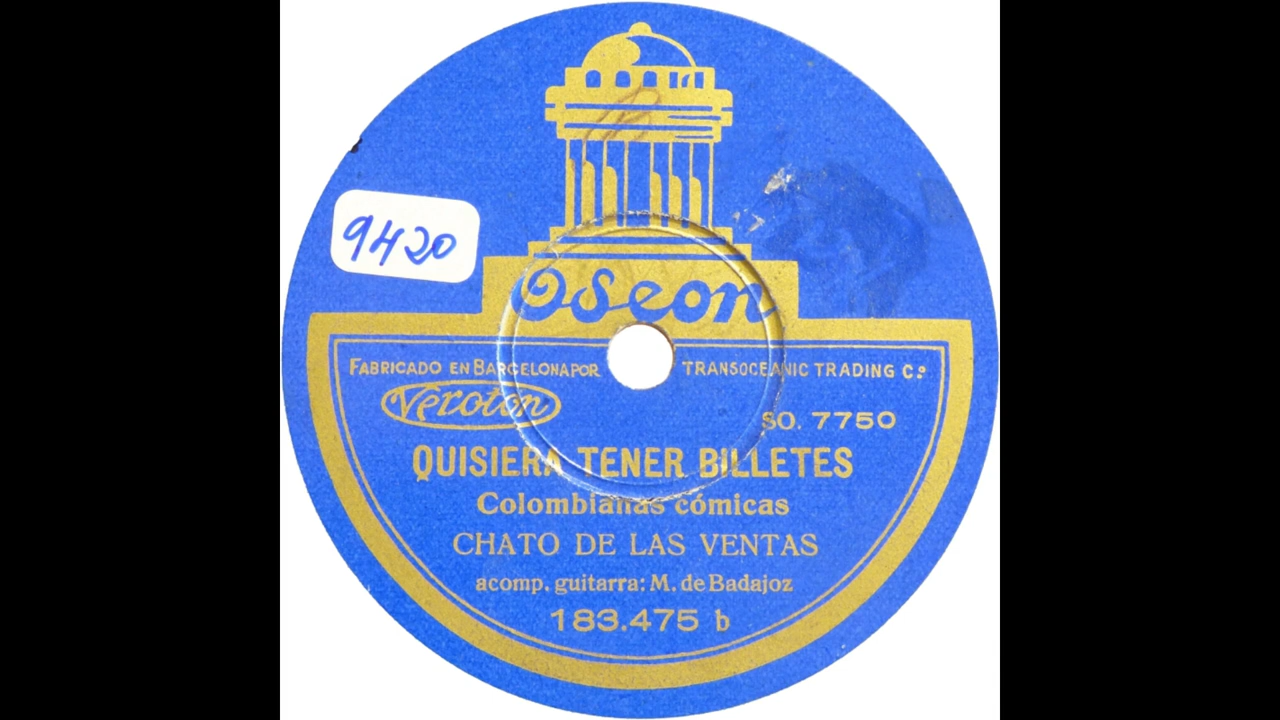 9420
Odeon
FABRICADO EN BARCELONA POR TRANSOCEANIC TRADING Cº
Veroton
SO. 7750
QUISIERA TENER BILLETES
Colombianas cómicas
CHATO DE LAS VENTAS
acomp. guitarra: M. de Badajoz
183.475 b